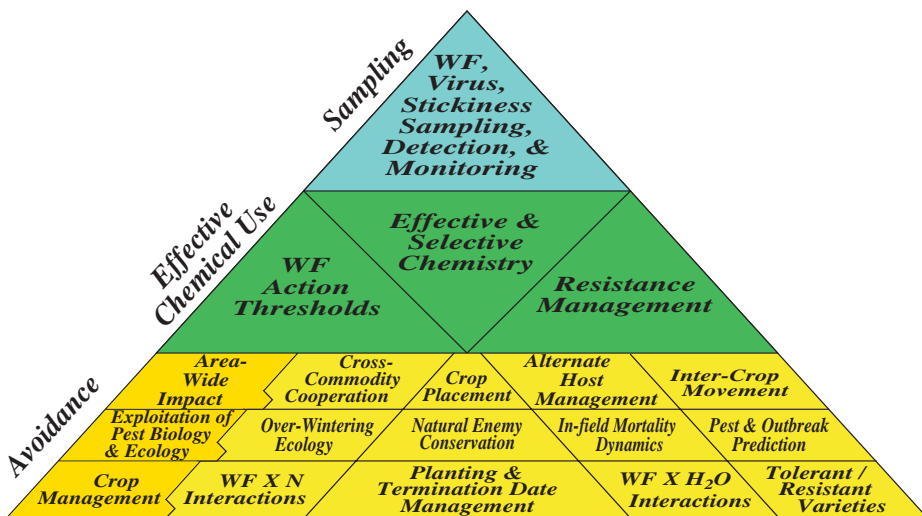 Sampling
WF,
Virus,
Stickiness
Sampling,
Detection, &
Monitoring
Effective
Chemical Use
WF
Action
Thresholds
Effective &
Selective
Chemistry
Resistance
Management
Avoidance
Area-
Wide
Impact
Cross-
Commodity
Cooperation
Crop
Placement
Alternate
Host
Management
Inter-Crop
Movement
Exploitation of
Pest Biology
& Ecology
Over-Wintering
Ecology
Natural Enemy
Conservation
In-field Mortality
Dynamics
Pest & Outbreak
Prediction
Crop
Management
WF X N
Interactions
Planting &
Termination Date
Management
WF X H₂O
Interactions
Tolerant /
Resistant
Varieties